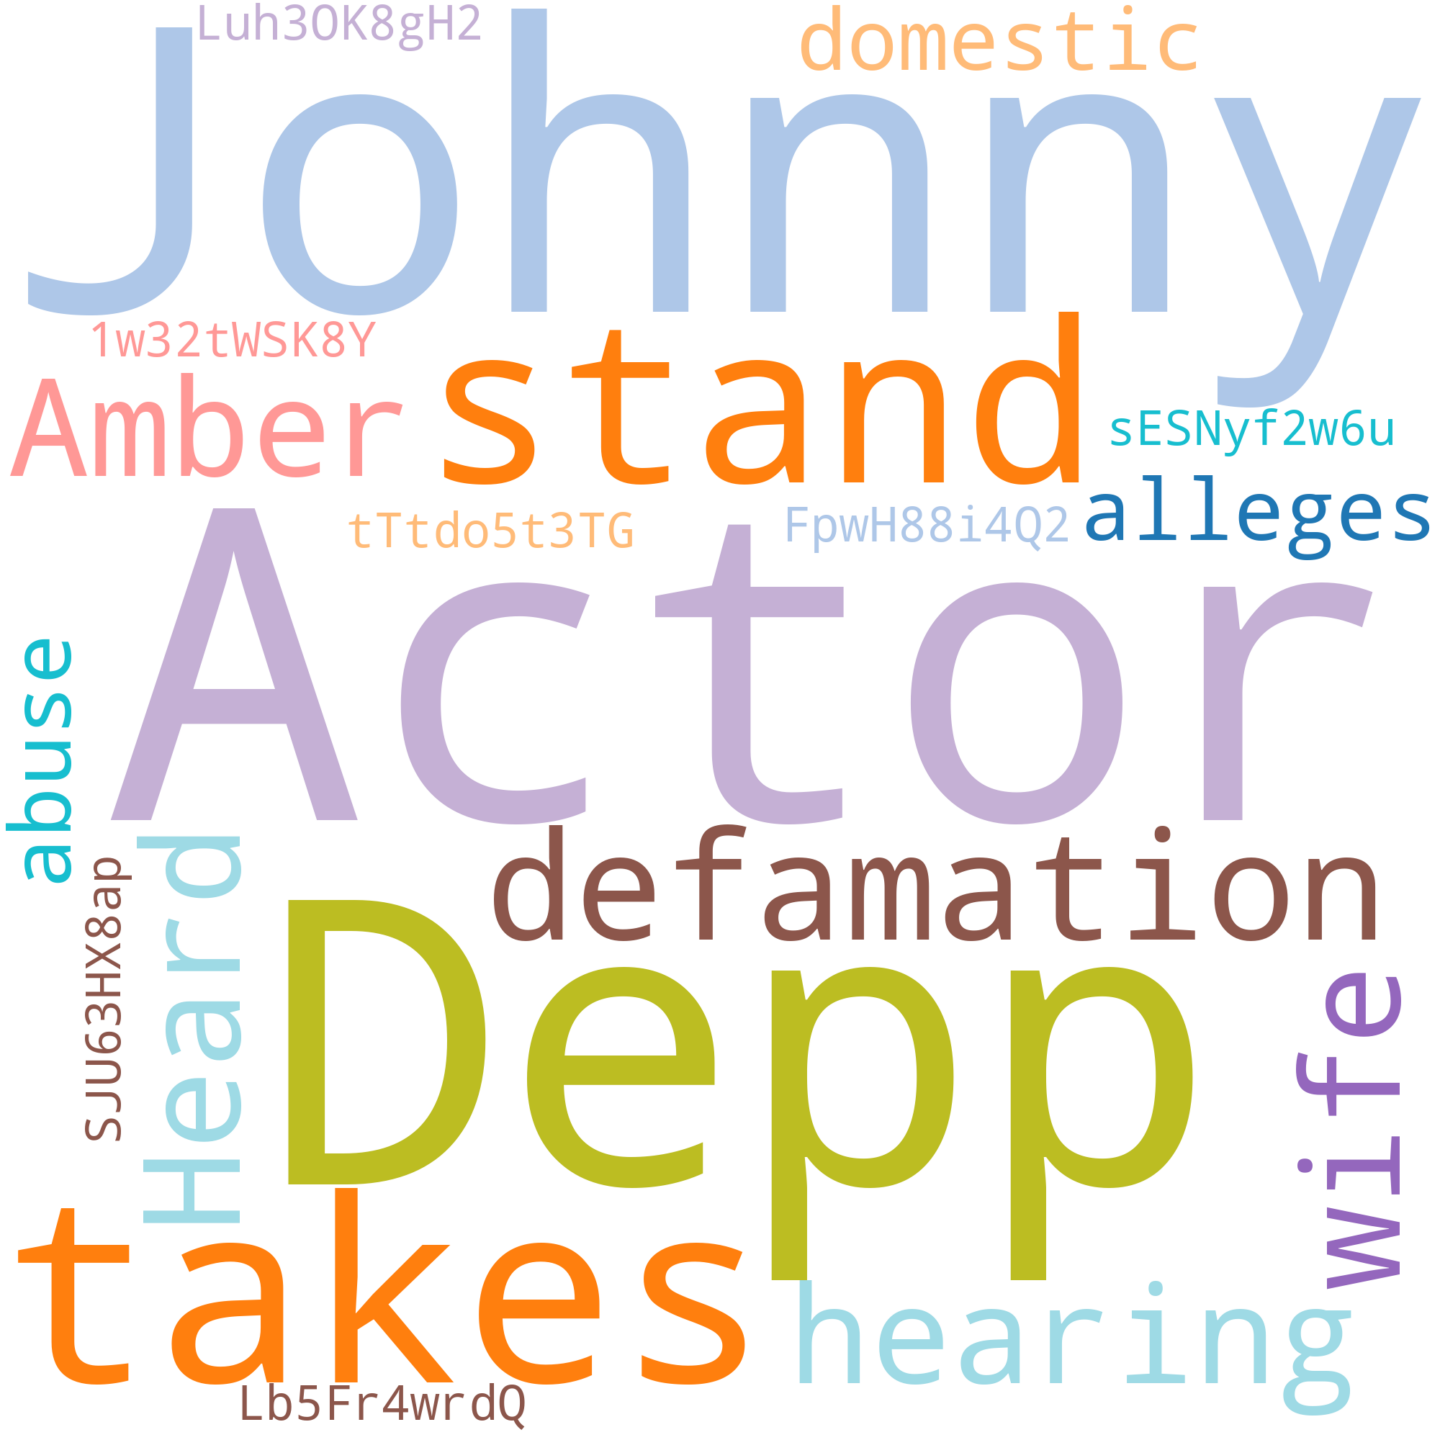 Luh3OK8gH2
domestic
Johnny
1w32tWSK8Y
stand
Amber
sESNyf2w6u
alleges
tTtdo5t3TG
FpwH88i4Q2
Actor
abuse
defamation
Heard
SJU63HX8ap
Depp
wife
takes
hearing
Lb5Fr4wrdQ